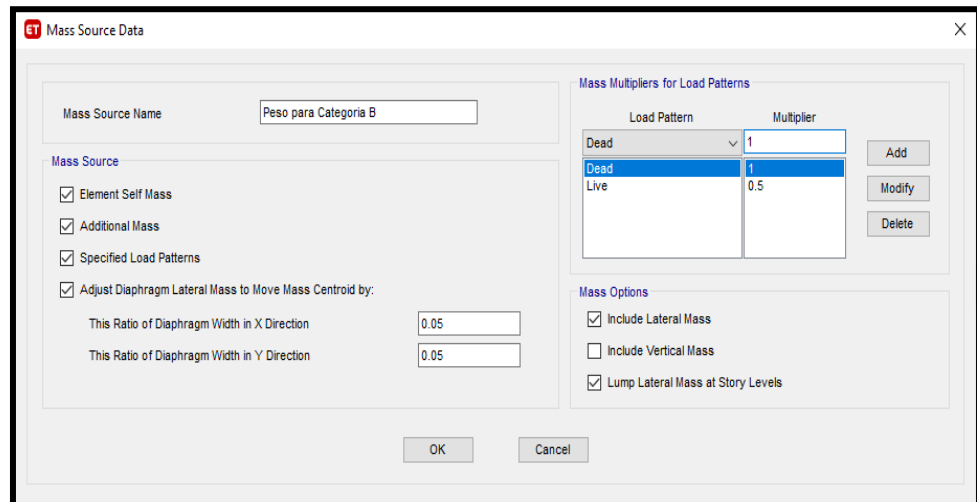 ET Mass Source Data
Mass Source Name Peso para Categoria B
Mass Source
Element Self Mass
Additional Mass
Specified Load Patterns
Adjust Diaphragm Lateral Mass to Move Mass Centroid by:
This Ratio of Diaphragm Width in X Direction 0.05
This Ratio of Diaphragm Width in Y Direction 0.05
Mass Multipliers for Load Patterns
Load Pattern Multiplier
Dead 1
Dead 1
Live 0.5
Add
Modify
Delete
Mass Options
Include Lateral Mass
Include Vertical Mass
Lump Lateral Mass at Story Levels
OK Cancel